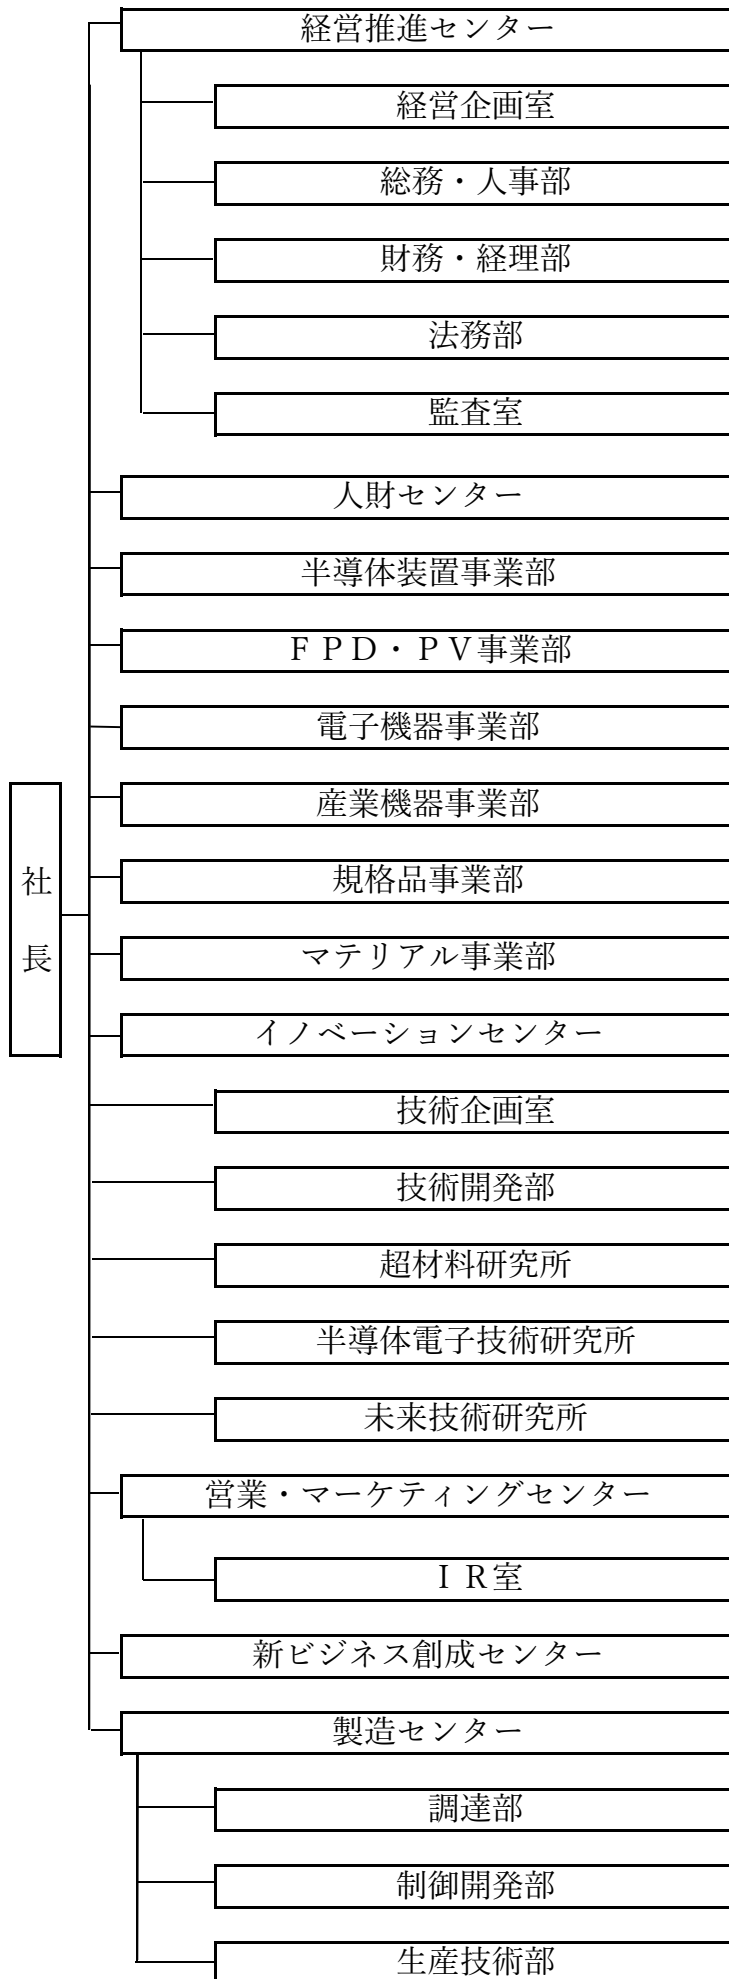 経営推進センター
経営企画室
総務・人事部
財務・経理部
法務部
監査室
人財センター
半導体装置事業部
ＦＰＤ・ＰＶ事業部
電子機器事業部
産業機器事業部
規格品事業部
マテリアル事業部
イノベーションセンター
技術企画室
技術開発部
超材料研究所
半導体電子技術研究所
未来技術研究所
営業・マーケティングセンター
ＩＲ室
新ビジネス創成センター
製造センター
調達部
制御開発部
生産技術部
社長